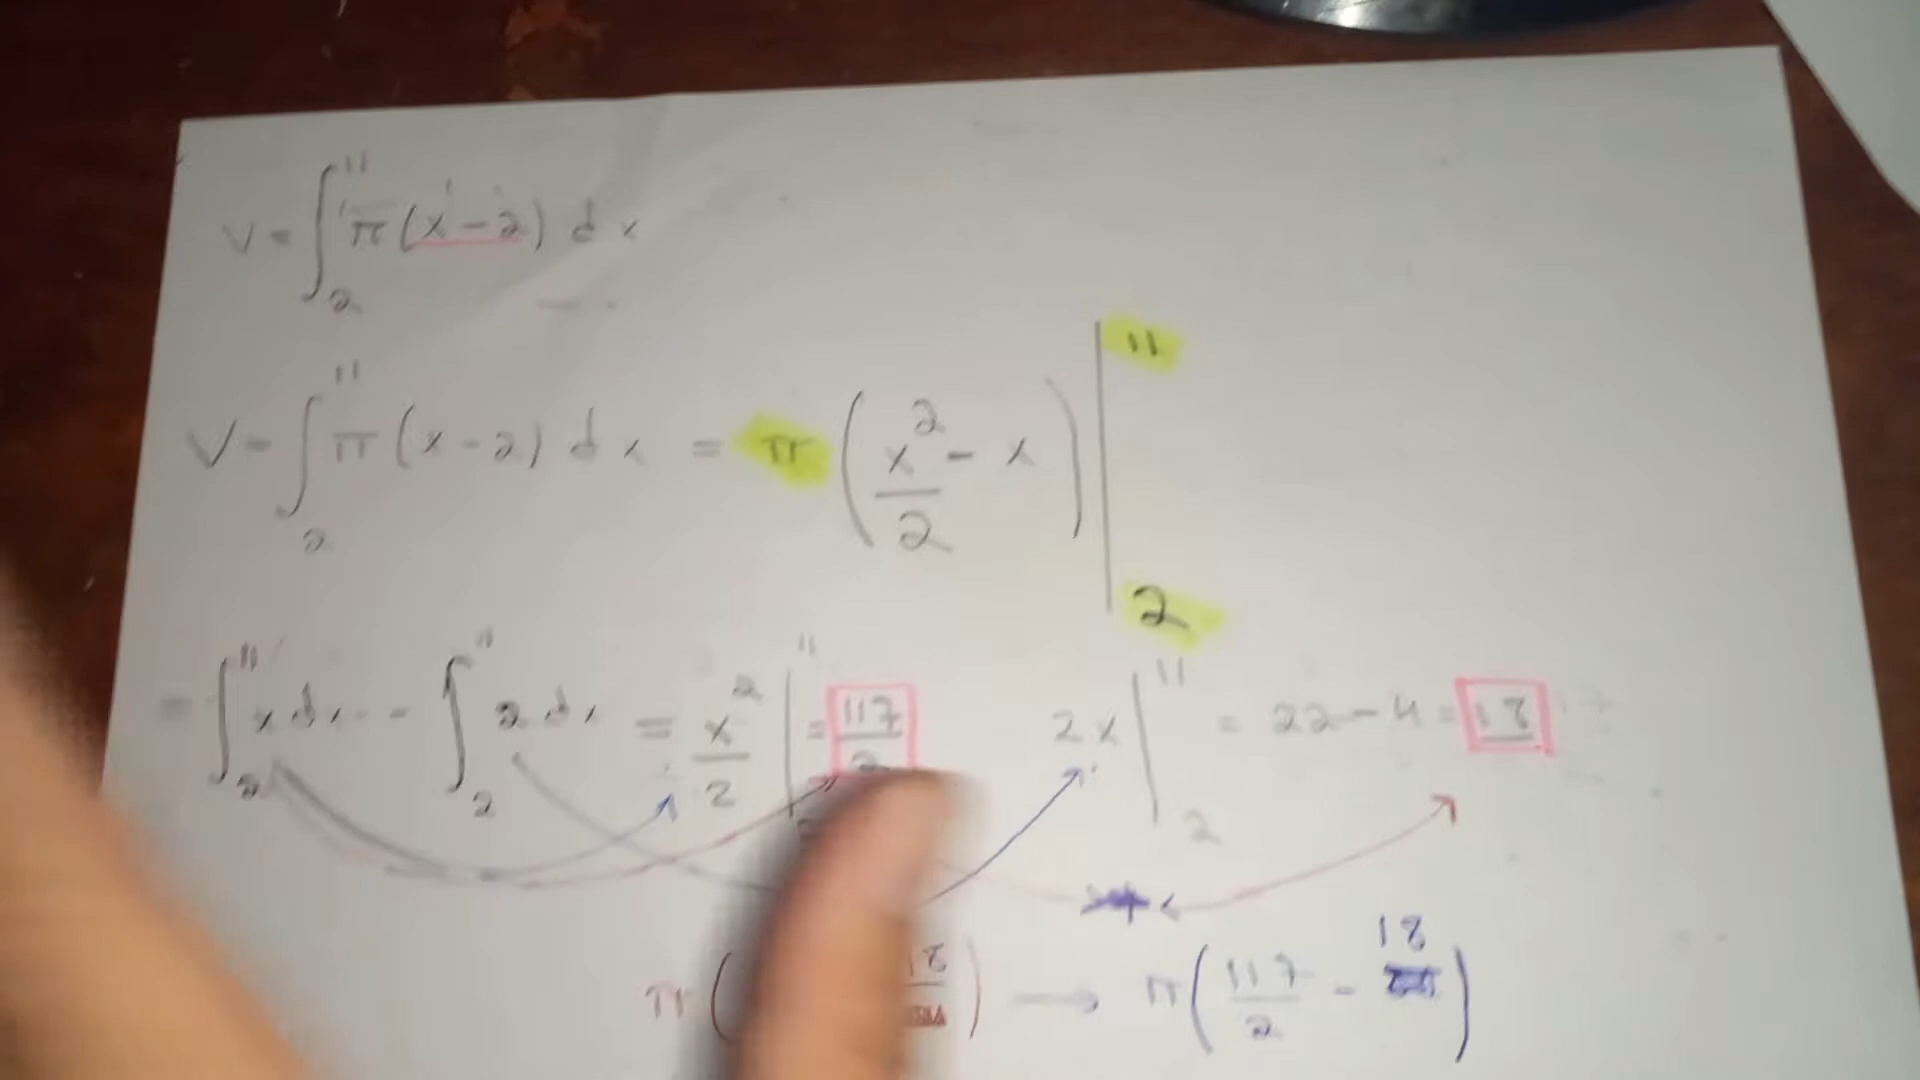 V = ∫₂¹¹ π(x-2) dx
V = ∫₂¹¹ π(x-2) dx = π(x²/2 - x) |₂¹¹
= ∫₂¹¹ x dx - ∫₂¹¹ 2 dx = x²/2 |₂¹¹ = 117/2 2x |₂¹¹ = 22-4 = 18
π( 18 ) → π(117/2 - 18)